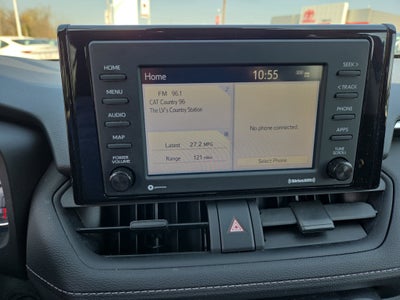 HOME
MENU
AUDIO
MAP
POWER
VOLUME
Home
10:55
FM 96.1
CAT Country 96
The LV's Country Station
Latest 27.2 MPG
Range 121 miles
No phone connected.
Select Phone
SEEK >
< TRACK
PHONE
APPS
TUNE
SCROLL
SiriusXM